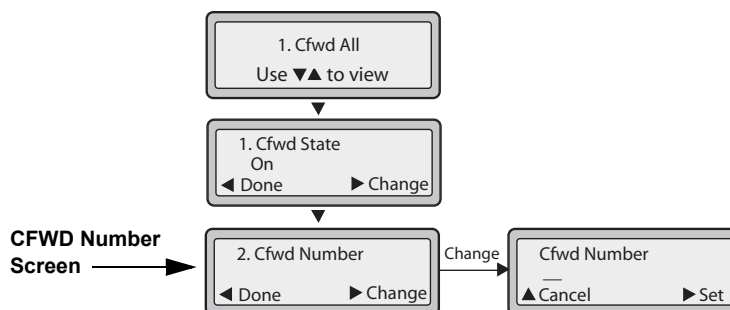 1. Cfwd All
Use ▼▲ to view
1. Cfwd State
On
◀ Done ▶ Change
CFWD Number
Screen
2. Cfwd Number
◀ Done ▶ Change
Change
Cfwd Number
__
▲ Cancel ▶ Set